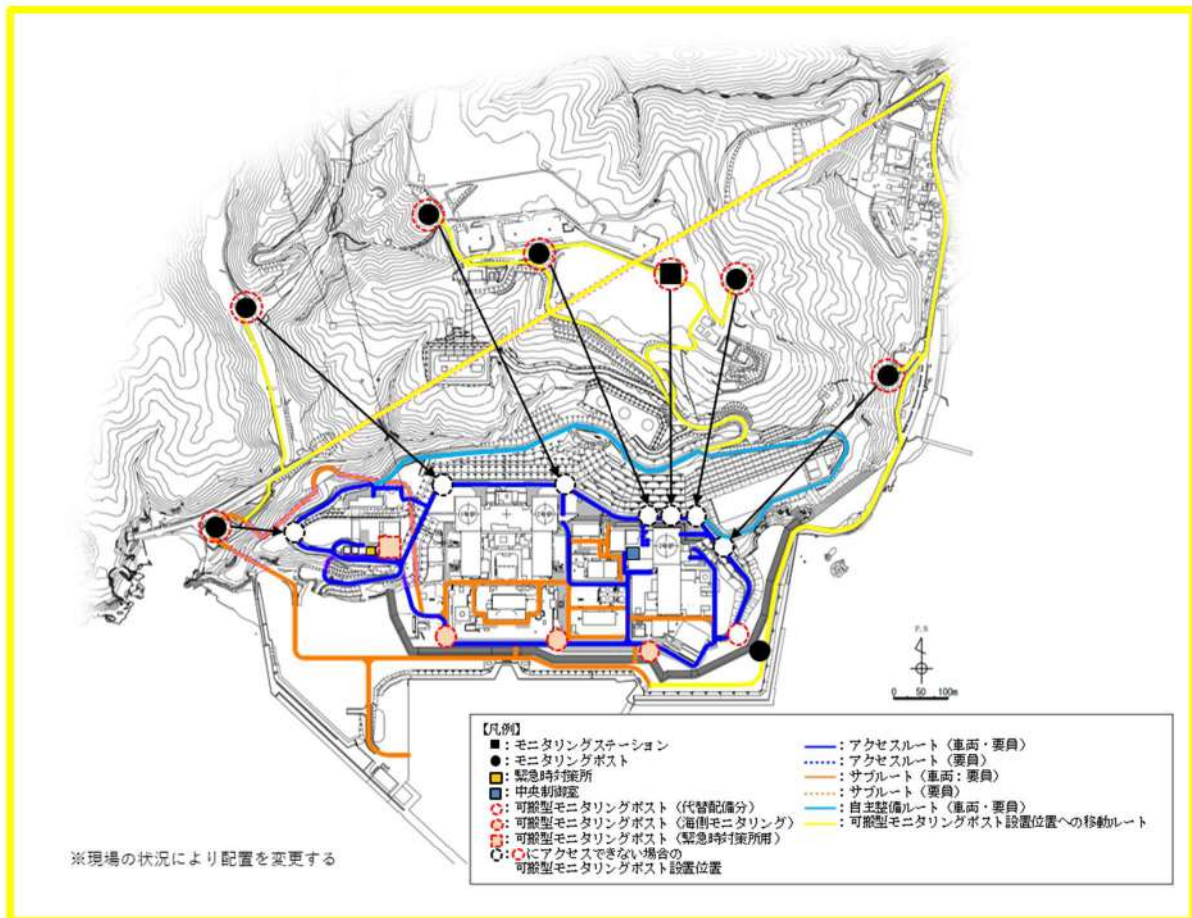 P.N
0 50 100m
【凡例】
■：モニタリングステーション
●：モニタリングポスト
：緊急時対策所
：中央制御室
：可搬型モニタリングポスト（代替配備分）
：可搬型モニタリングポスト（海側モニタリング）
：可搬型モニタリングポスト（緊急時対策所用）
：にアクセスできない場合の
可搬型モニタリングポスト設置位置
：アクセスルート（車両・要員）
：アクセスルート（要員）
：サブルート（車両：要員）
：サブルート（要員）
：自主整備ルート（車両・要員）
：可搬型モニタリングポスト設置位置への移動ルート
※現場の状況により配置を変更する